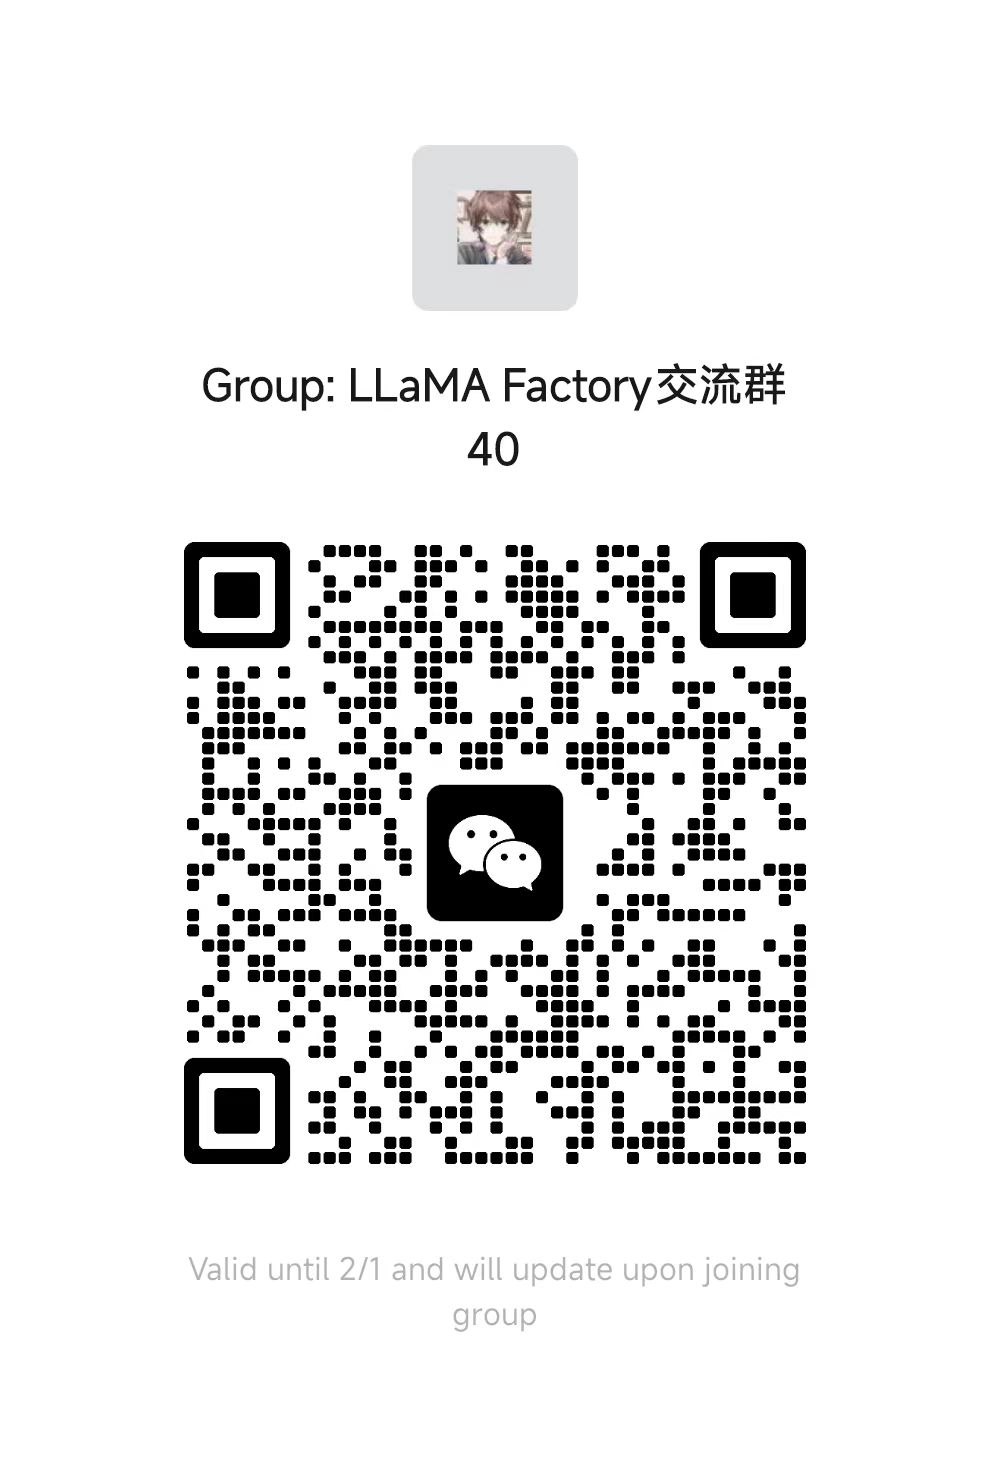 Group: LLaMA Factory交流群
40
Valid until 2/1 and will update upon joining
group